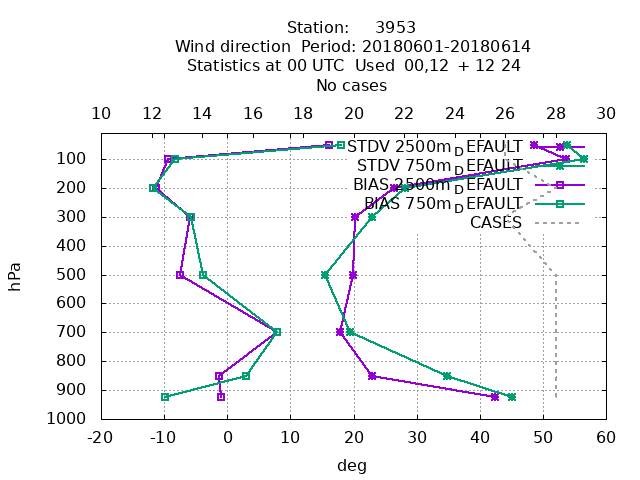 Station: 3953
Wind direction Period: 20180601-20180614
Statistics at 00 UTC Used 00,12 + 12 24
No cases
10 12 14 16 18 20 22 24 26 28 30
STDV 2500m_DEFAULT
STDV 750m_DEFAULT
BIAS 2500m_DEFAULT
BIAS 750m_DEFAULT
CASES
hPa
100
200
300
400
500
600
700
800
900
1000
-20 -10 0 10 20 30 40 50 60
deg